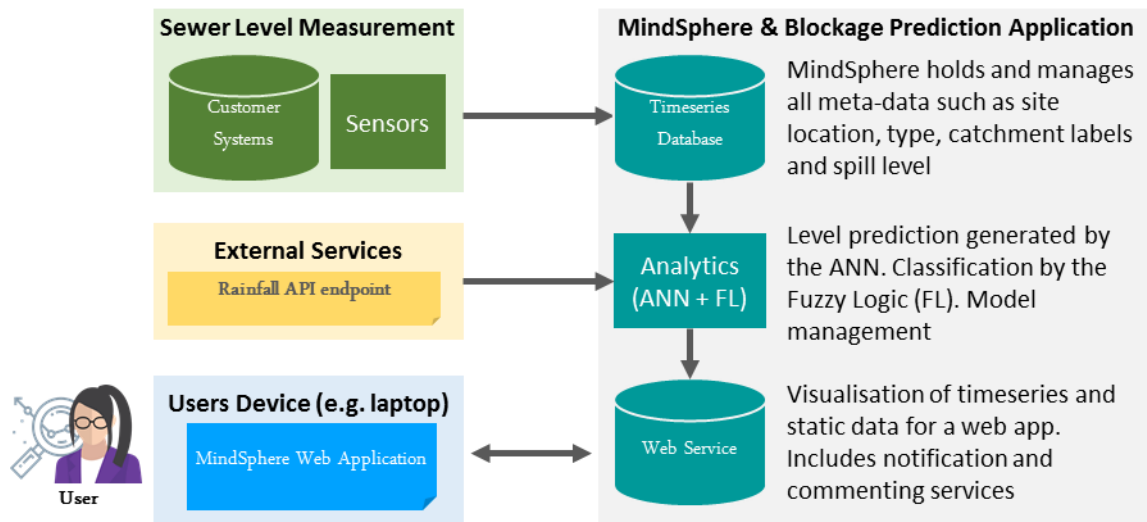 Sewer Level Measurement
Customer
Systems
Sensors
MindSphere & Blockage Prediction Application
Timeseries
Database
MindSphere holds and manages
all meta-data such as site
location, type, catchment labels
and spill level
External Services
Rainfall API endpoint
Analytics
(ANN + FL)
Level prediction generated by
the ANN. Classification by the
Fuzzy Logic (FL). Model
management
User
Users Device (e.g. laptop)
MindSphere Web Application
Web Service
Visualisation of timeseries and
static data for a web app.
Includes notification and
commenting services